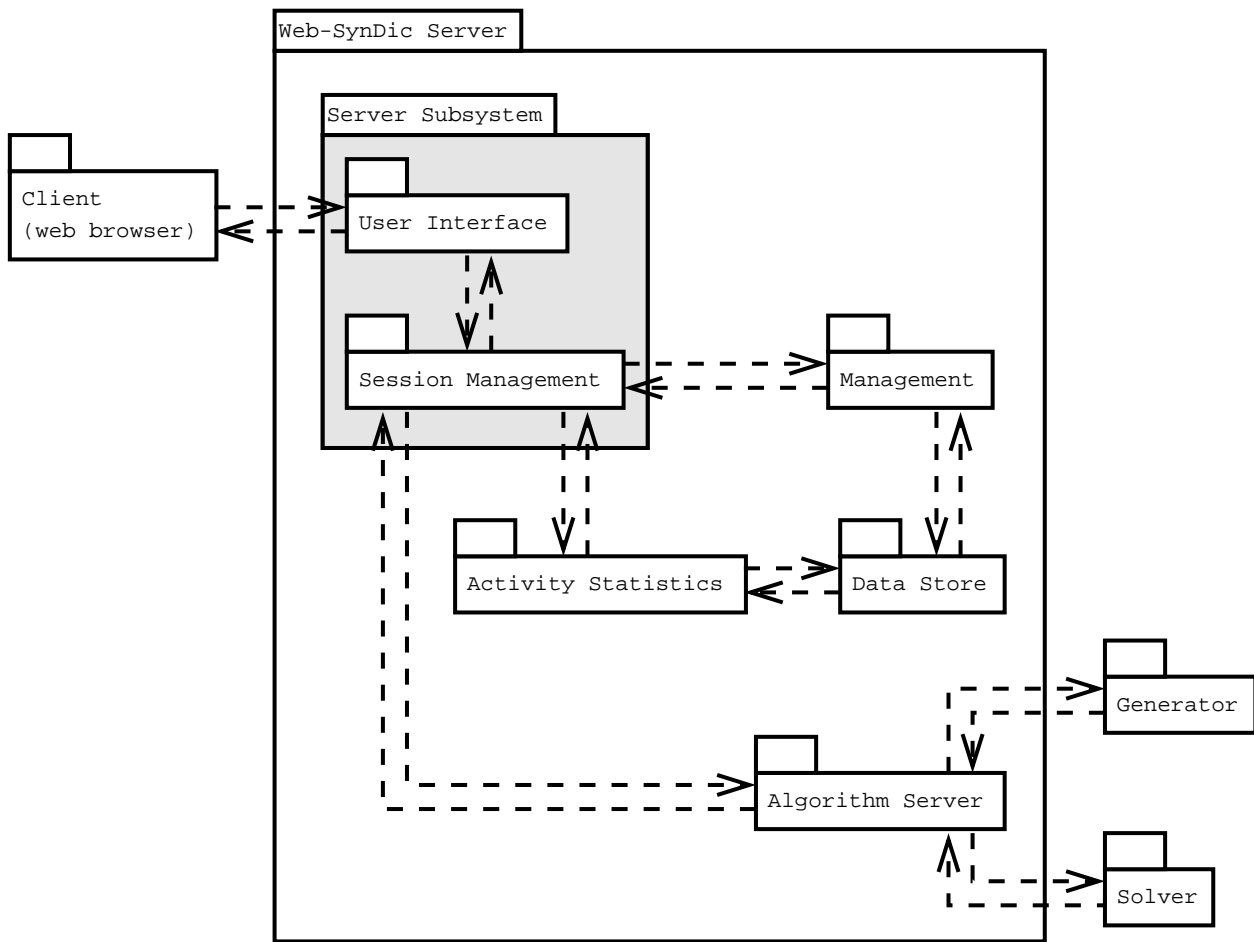 Web-SynDic Server
Server Subsystem
Client
(web browser)
User Interface
Session Management
Management
Activity Statistics
Data Store
Generator
Algorithm Server
Solver